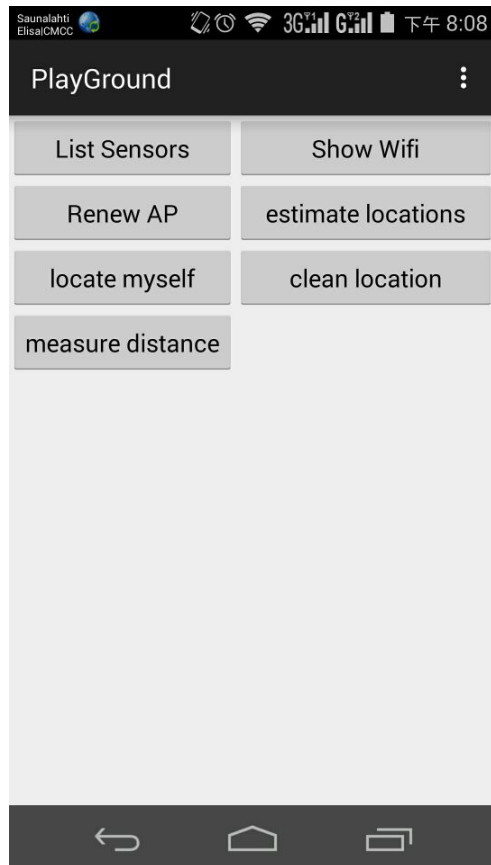 Saunalahti
Elisa|CMCC 3G G 下午 8:08
PlayGround
List Sensors Show Wifi
Renew AP estimate locations
locate myself clean location
measure distance